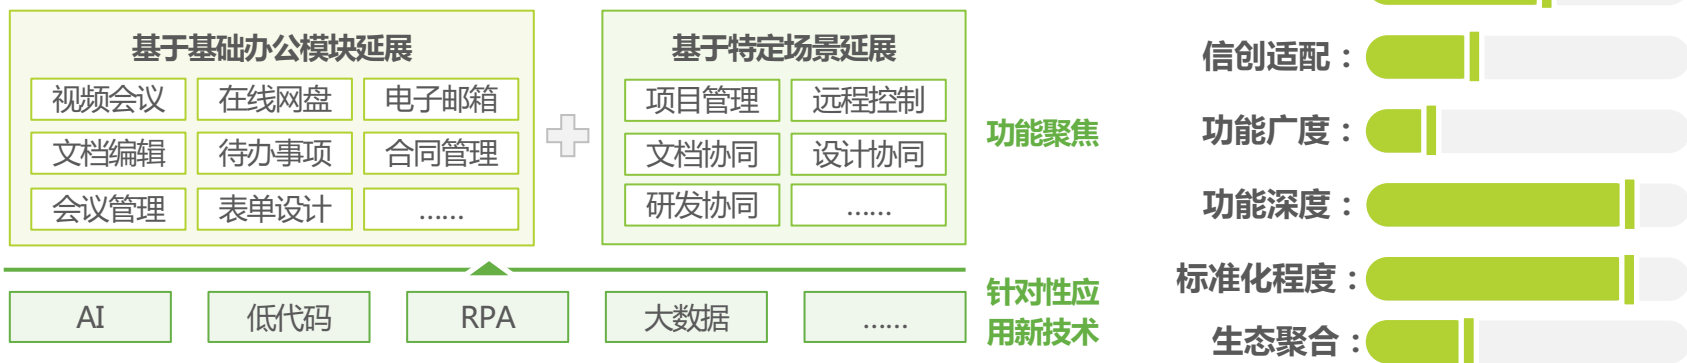 基于基础办公模块延展
视频会议 在线网盘 电子邮箱
文档编辑 待办事项 合同管理
会议管理 表单设计 ……
基于特定场景延展
项目管理 远程控制
文档协同 设计协同
研发协同 ……
功能聚焦
AI 低代码 RPA 大数据 ……
针对性应
用新技术
信创适配：
功能广度：
功能深度：
标准化程度：
生态聚合：